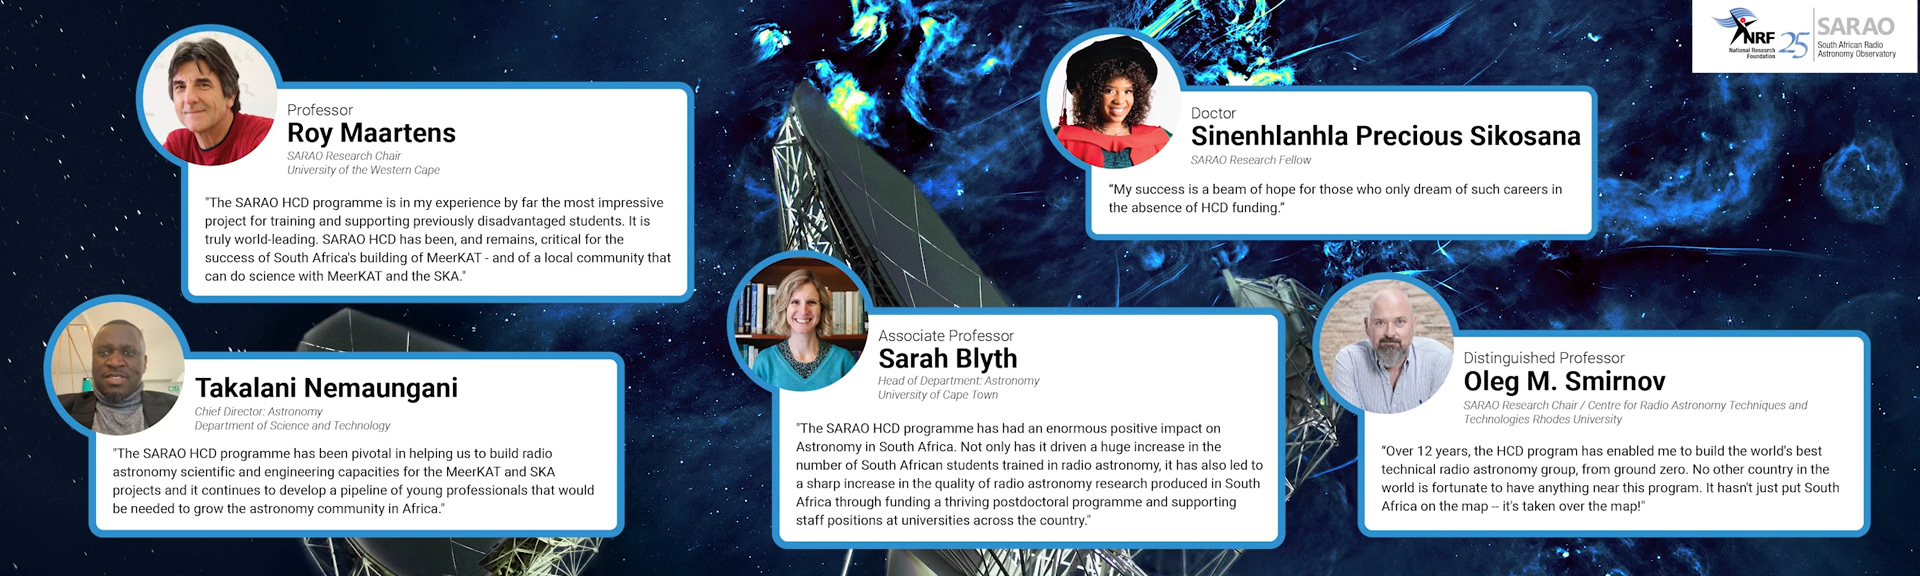 Professor
Roy Maartens
SARAO Research Chair
University of the Western Cape
"The SARAO HCD programme is in my experience by far the most impressive
project for training and supporting previously disadvantaged students. It is
truly world-leading. SARAO HCD has been, and remains, critical for the
success of South Africa's building of MeerKAT - and of a local community that
can do science with MeerKAT and the SKA."
Takalani Nemaungani
Chief Director: Astronomy
Department of Science and Technology
"The SARAO HCD programme has been pivotal in helping us to build radio
astronomy scientific and engineering capacities for the MeerKAT and SKA
projects and it continues to develop a pipeline of young professionals that would
be needed to grow the astronomy community in Africa."
Associate Professor
Sarah Blyth
Head of Department: Astronomy
University of Cape Town
"The SARAO HCD programme has had an enormous positive impact on
Astronomy in South Africa. Not only has it driven a huge increase in the
number of South African students trained in radio astronomy, it has also led to
a sharp increase in the quality of radio astronomy research produced in South
Africa through funding a thriving postdoctoral programme and supporting
staff positions at universities across the country."
Doctor
Sinenhlanhla Precious Sikosana
SARAO Research Fellow
“My success is a beam of hope for those who only dream of such careers in
the absence of HCD funding.”
Distinguished Professor
Oleg M. Smirnov
SARAO Research Chair / Centre for Radio Astronomy Techniques and
Technologies Rhodes University
“Over 12 years, the HCD program has enabled me to build the world's best
technical radio astronomy group, from ground zero. No other country in the
world is fortunate to have anything near this program. It hasn't just put South
Africa on the map -- it's taken over the map!"
NRF
National Research
Foundation
25
SARAO
South African Radio
Astronomy Observatory